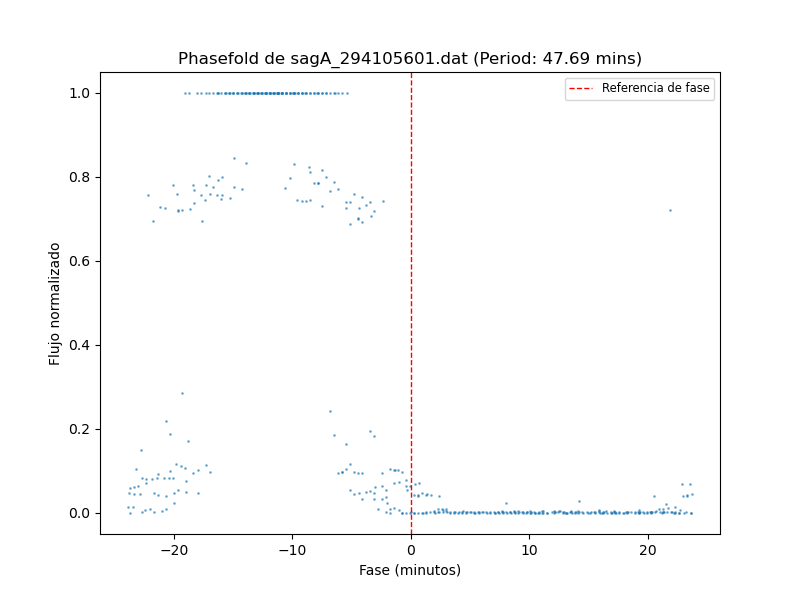 Phasefold de sagA_294105601.dat (Period: 47.69 mins)
Referencia de fase
Flujo normalizado
1.0
0.8
0.6
0.4
0.2
0.0
−20
−10
0
10
20
Fase (minutos)